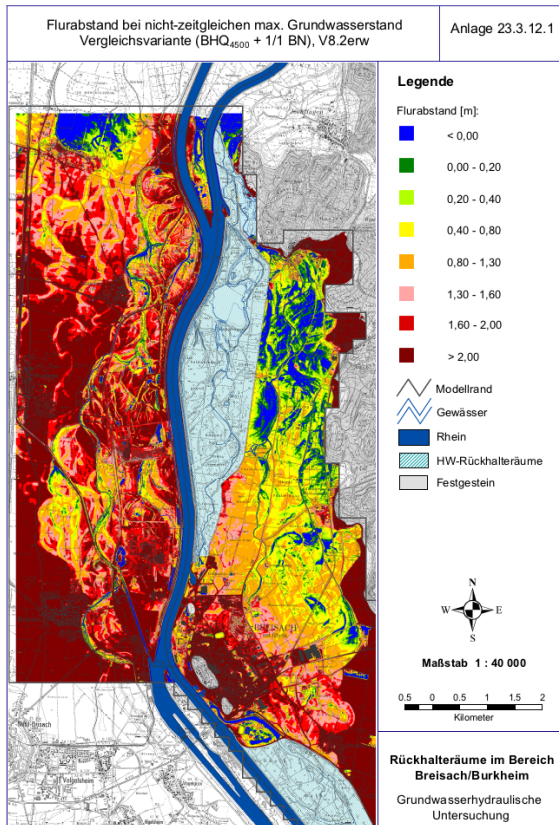 Flurabstand bei nicht-zeitgleichen max. Grundwasserstand
Vergleichsvariante (BHQ4500 + 1/1 BN), V8.2erw
Anlage 23.3.12.1
Legende
Flurabstand [m]:
< 0,00
0,00 - 0,20
0,20 - 0,40
0,40 - 0,80
0,80 - 1,30
1,30 - 1,60
1,60 - 2,00
> 2,00
Modellrand
Gewässer
Rhein
HW-Rückhalteräume
Festgestein
N
W E
S
Maßstab 1 : 40 000
0.5 0 0.5 1 1.5 2
Kilometer
Rückhalteräume im Bereich
Breisach/Burkheim
Grundwasserhydraulische
Untersuchung
BREISACH
Volgelsheim